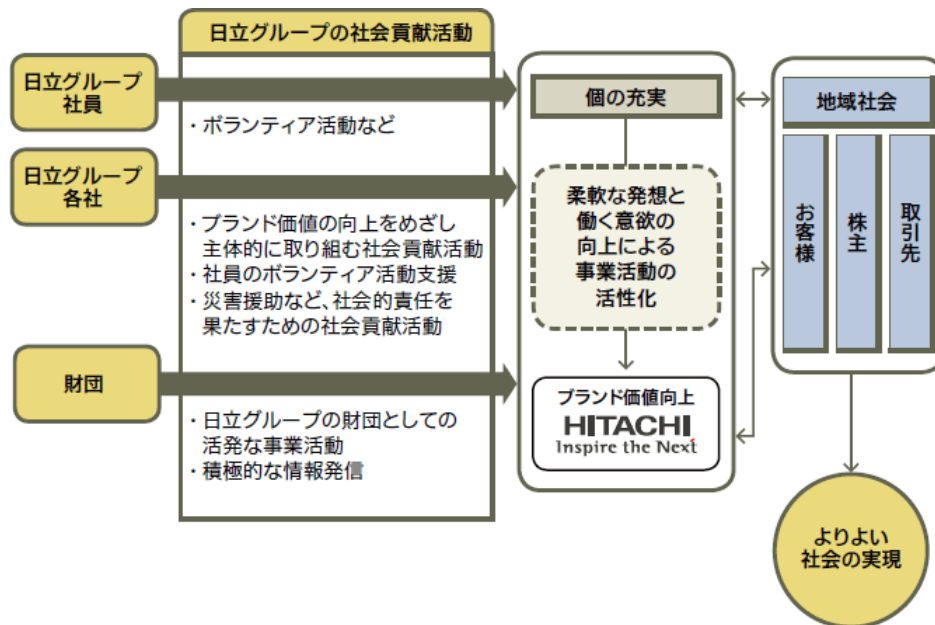 日立グループの社会貢献活動
日立グループ
社員
・ボランティア活動など
日立グループ
各社
・ブランド価値の向上をめざし
主体的に取り組む社会貢献活動
・社員のボランティア活動支援
・災害援助など、社会的責任を
果たすための社会貢献活動
財団
・日立グループの財団としての
活発な事業活動
・積極的な情報発信
個の充実
柔軟な発想と
働く意欲の
向上による
事業活動の
活性化
ブランド価値向上
HITACHI
Inspire the Next
地域社会
お客様
株主
取引先
よりよい
社会の実現